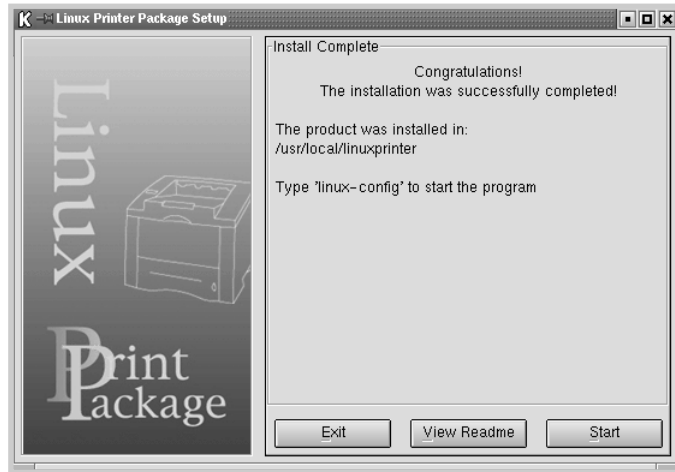 Linux Printer Package Setup
Linux
Print
Package
Install Complete
Congratulations!
The installation was successfully completed!
The product was installed in:
/usr/local/linuxprinter
Type 'linux-config' to start the program
Exit
View Readme
Start